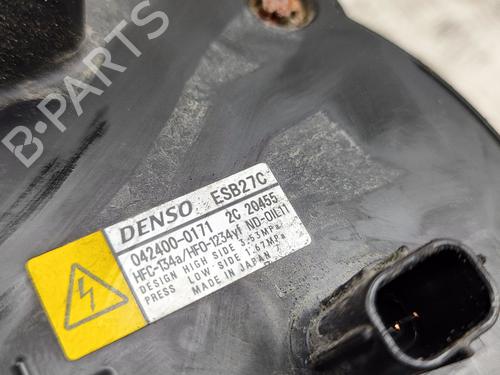 B-PARTS
DENSO ESB27C
042400-0171 2C 20455
HFC-134a/HFO-1234yf ND-OIL11
DESIGN HIGH SIDE 3.53MPa
PRESS LOW-SIDE 1.67MPa
MADE IN JAPAN 7